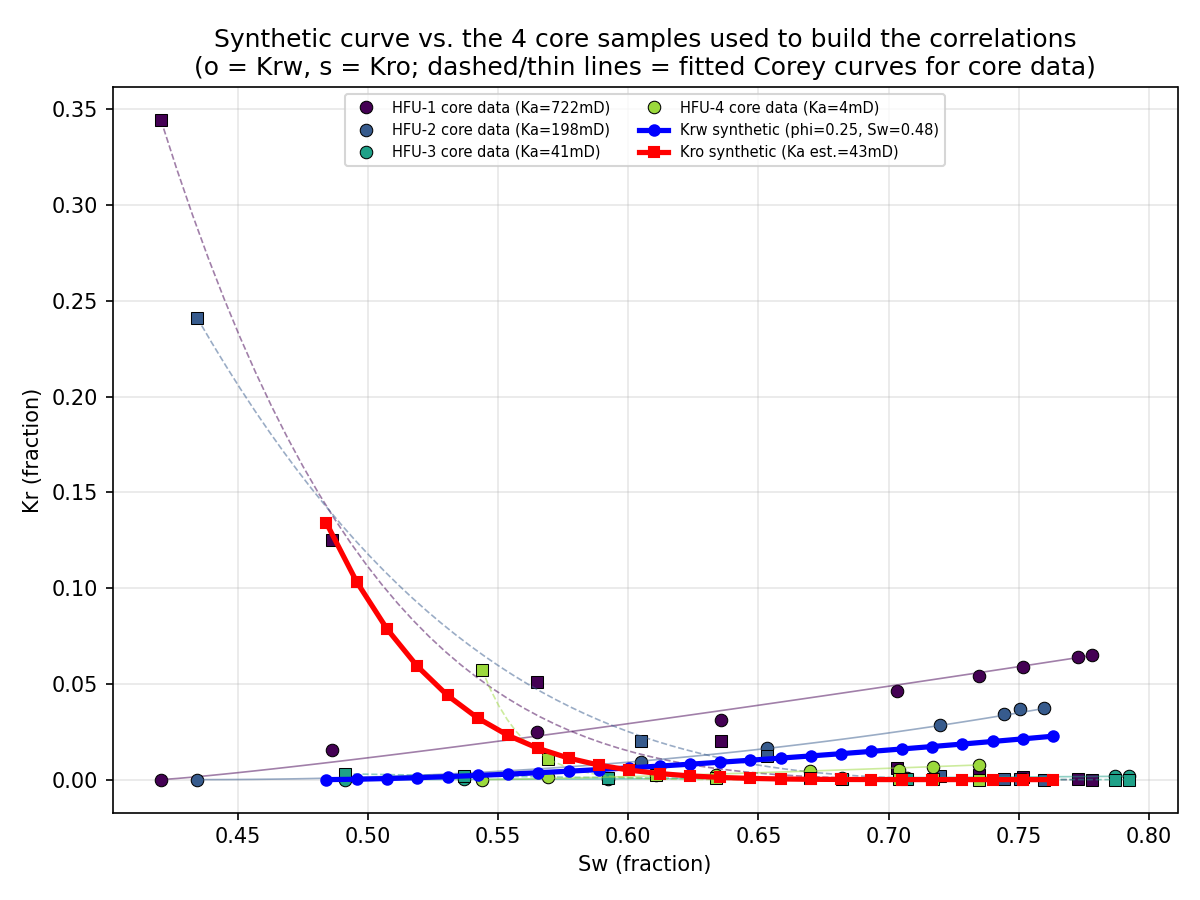 Synthetic curve vs. the 4 core samples used to build the correlations
(o = Krw, s = Kro; dashed/thin lines = fitted Corey curves for core data)
HFU-1 core data (Ka=722mD)
HFU-2 core data (Ka=198mD)
HFU-3 core data (Ka=41mD)
HFU-4 core data (Ka=4mD)
Krw synthetic (phi=0.25, Sw=0.48)
Kro synthetic (Ka est.=43mD)
Kr (fraction)
0.35
0.30
0.25
0.20
0.15
0.10
0.05
0.00
0.45 0.50 0.55 0.60 0.65 0.70 0.75 0.80
Sw (fraction)